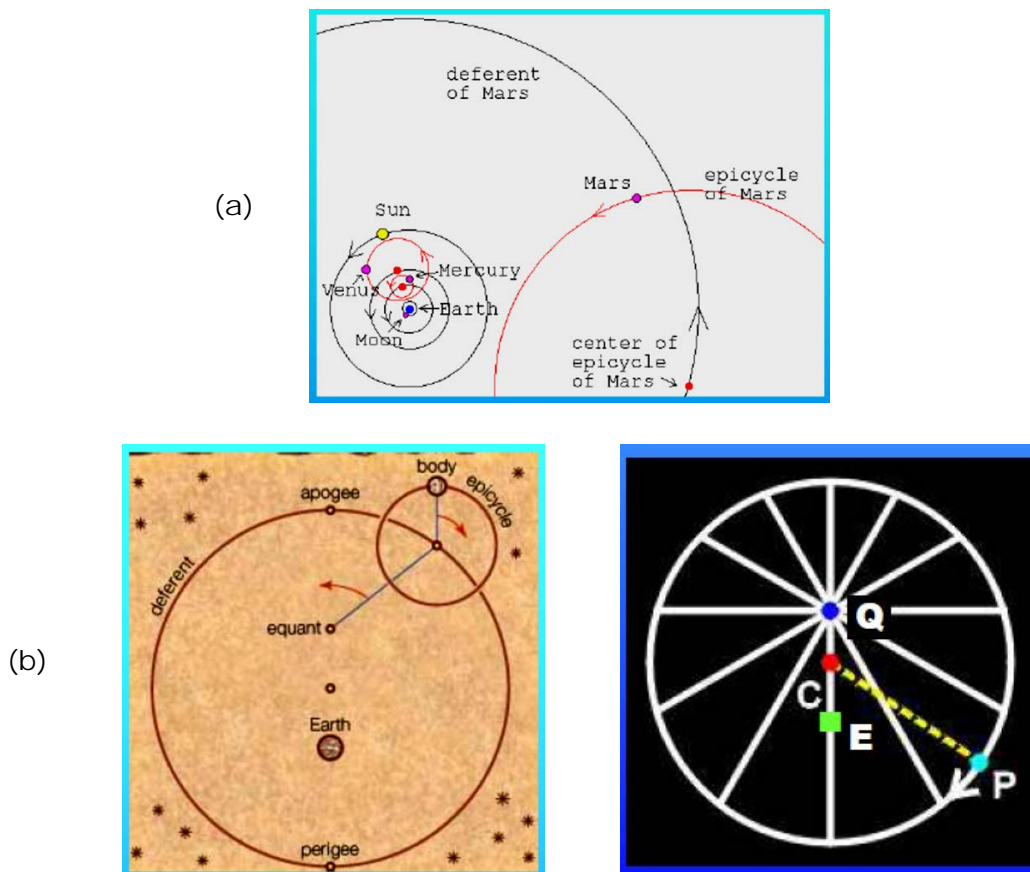 (a)
deferent
of Mars
Mars
epicycle
of Mars
Sun
Mercury
Venus
Earth
Moon
center of
epicycle
of Mars
(b)
body
epicycle
apogee
deferent
equant
Earth
perigee
Q
C
E
P